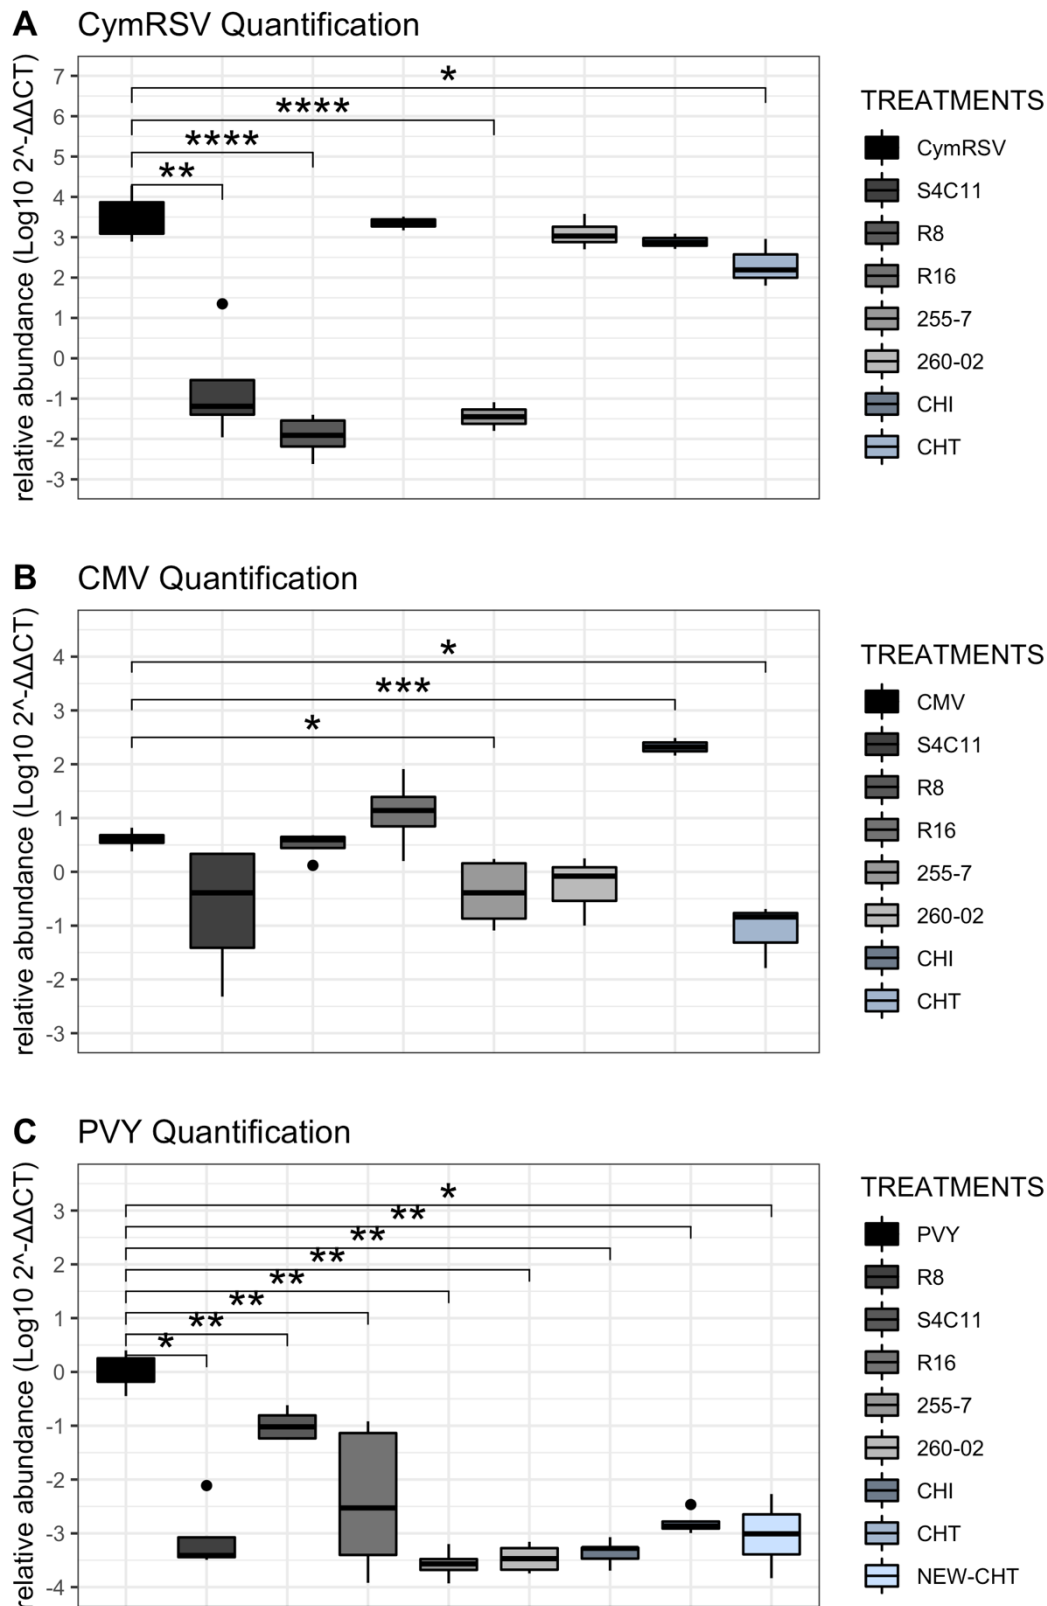 A CymRSV Quantification
relative abundance (Log10 2^-ΔΔCT)
7
6
5
4
3
2
1
0
-1
-2
-3
*
****
****
**
TREATMENTS
CymRSV
S4C11
R8
R16
255-7
260-02
CHI
CHT
B CMV Quantification
relative abundance (Log10 2^-ΔΔCT)
4
3
2
1
0
-1
-2
-3
*
***
*
TREATMENTS
CMV
S4C11
R8
R16
255-7
260-02
CHI
CHT
C PVY Quantification
relative abundance (Log10 2^-ΔΔCT)
3
2
1
0
-1
-2
-3
-4
*
**
**
**
**
**
**
*
TREATMENTS
PVY
R8
S4C11
R16
255-7
260-02
CHI
CHT
NEW-CHT